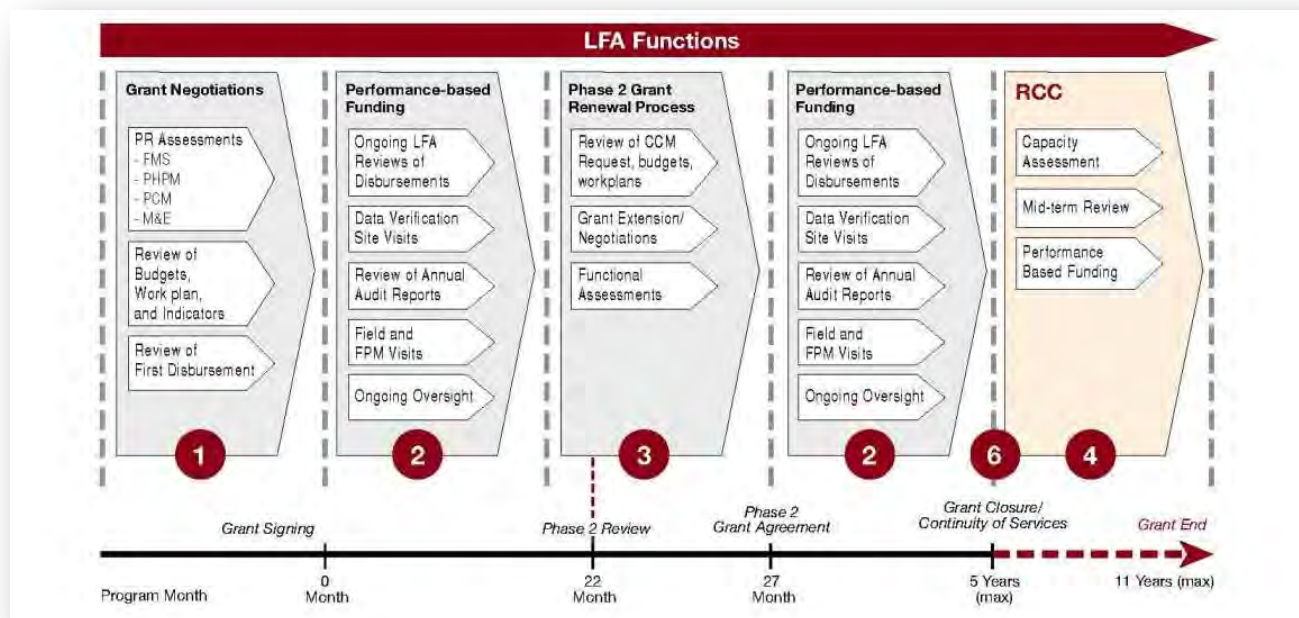 LFA Functions
Grant Negotiations
PR Assessments
- FMS
- PHPM
- PCM
- M&E
Review of
Budgets,
Work plan,
and Indicators
Review of
First Disbursement
1
Performance-based
Funding
Ongoing LFA
Reviews of
Disbursements
Data Verification
Site Visits
Review of Annual
Audit Reports
Field and
FPM Visits
Ongoing Oversight
2
Phase 2 Grant
Renewal Process
Review of CCM
Request, budgets,
workplans
Grant Extension/
Negotiations
Functional
Assessments
3
Performance-based
Funding
Ongoing LFA
Reviews of
Disbursements
Data Verification
Site Visits
Review of Annual
Audit Reports
Field and
FPM Visits
Ongoing Oversight
2
6
RCC
Capacity
Assessment
Mid-term Review
Performance
Based Funding
4
Grant Signing
Phase 2 Review
Phase 2
Grant Agreement
Grant Closure/
Continuity of Services
Grant End
Program Month
0
Month
22
Month
27
Month
5 Years
(max)
11 Years (max)